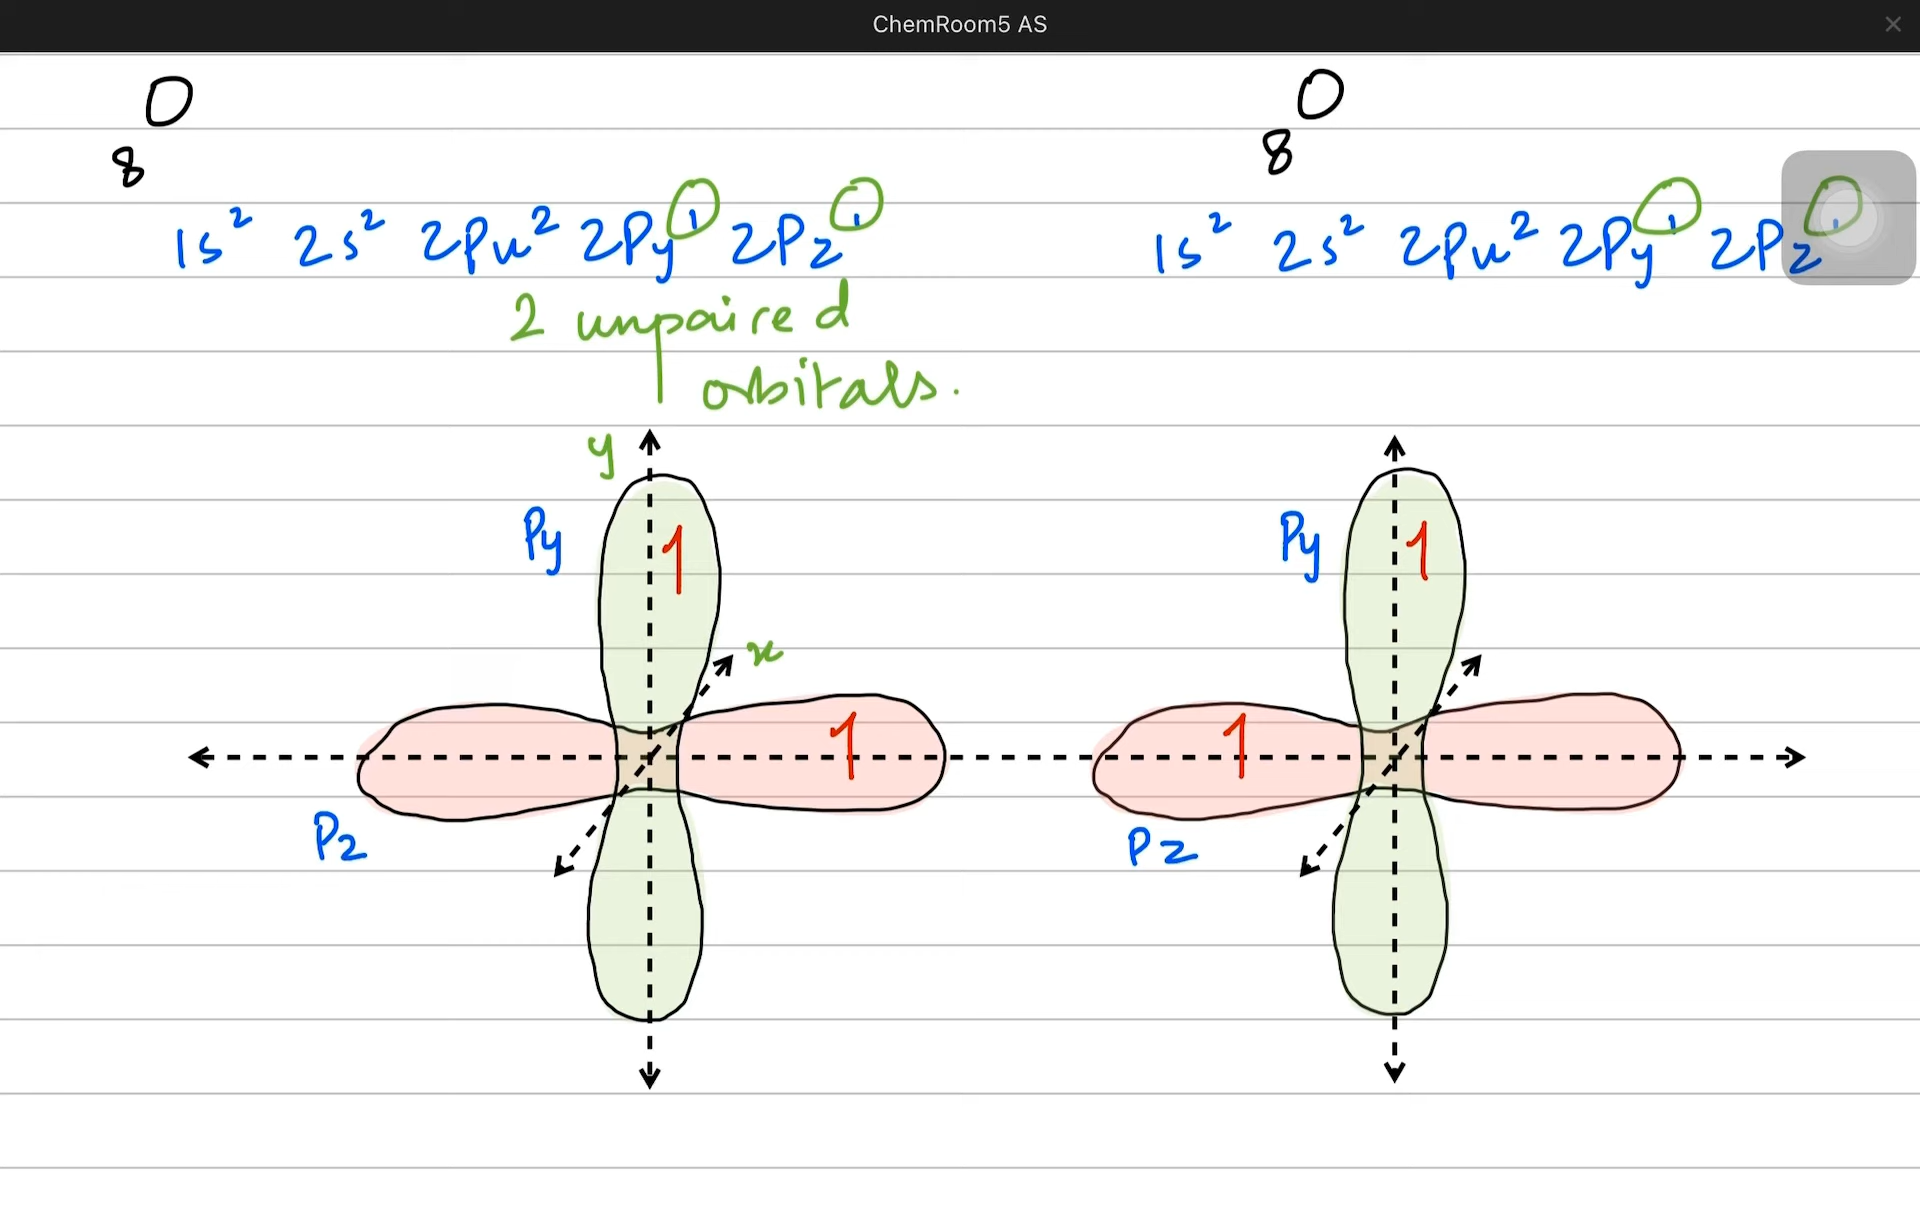 ChemRoom5 AS
O O
8 8
1s² 2s² 2Px² 2Py¹ 2Pz¹ 1s² 2s² 2Px² 2Py¹ 2Pz¹
2 unpaired
orbitals.
y
Py 1 Py 1
x
1 1
Pz Pz